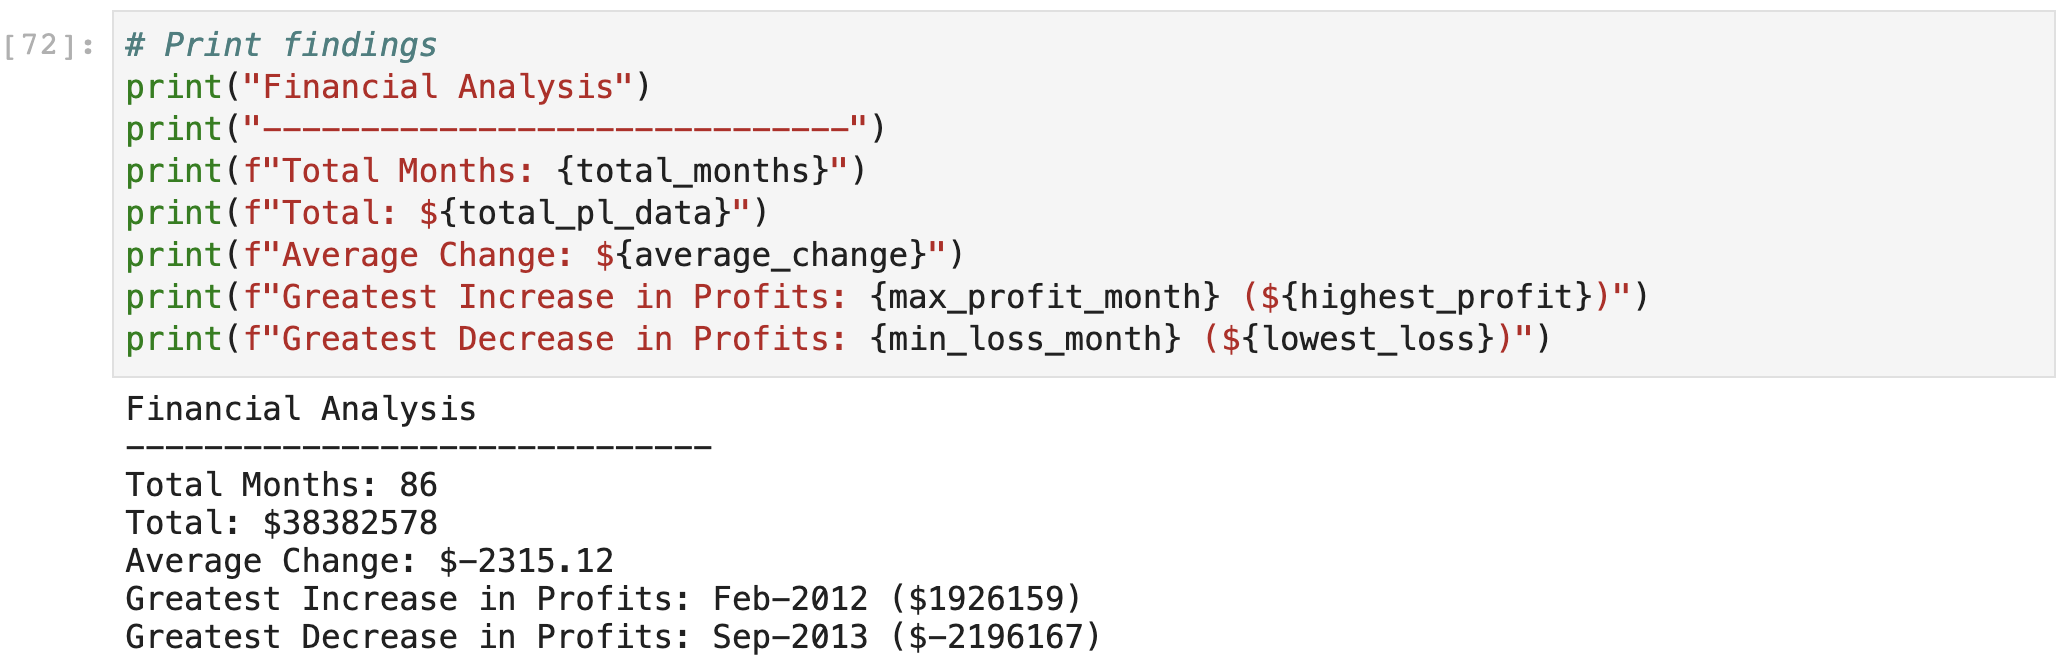 [72]:
# Print findings
print("Financial Analysis")
print("------------------------------")
print(f"Total Months: {total_months}")
print(f"Total: ${total_pl_data}")
print(f"Average Change: ${average_change}")
print(f"Greatest Increase in Profits: {max_profit_month} (${highest_profit})")
print(f"Greatest Decrease in Profits: {min_loss_month} (${lowest_loss})")
Financial Analysis
------------------------------
Total Months: 86
Total: $38382578
Average Change: $-2315.12
Greatest Increase in Profits: Feb-2012 ($1926159)
Greatest Decrease in Profits: Sep-2013 ($-2196167)